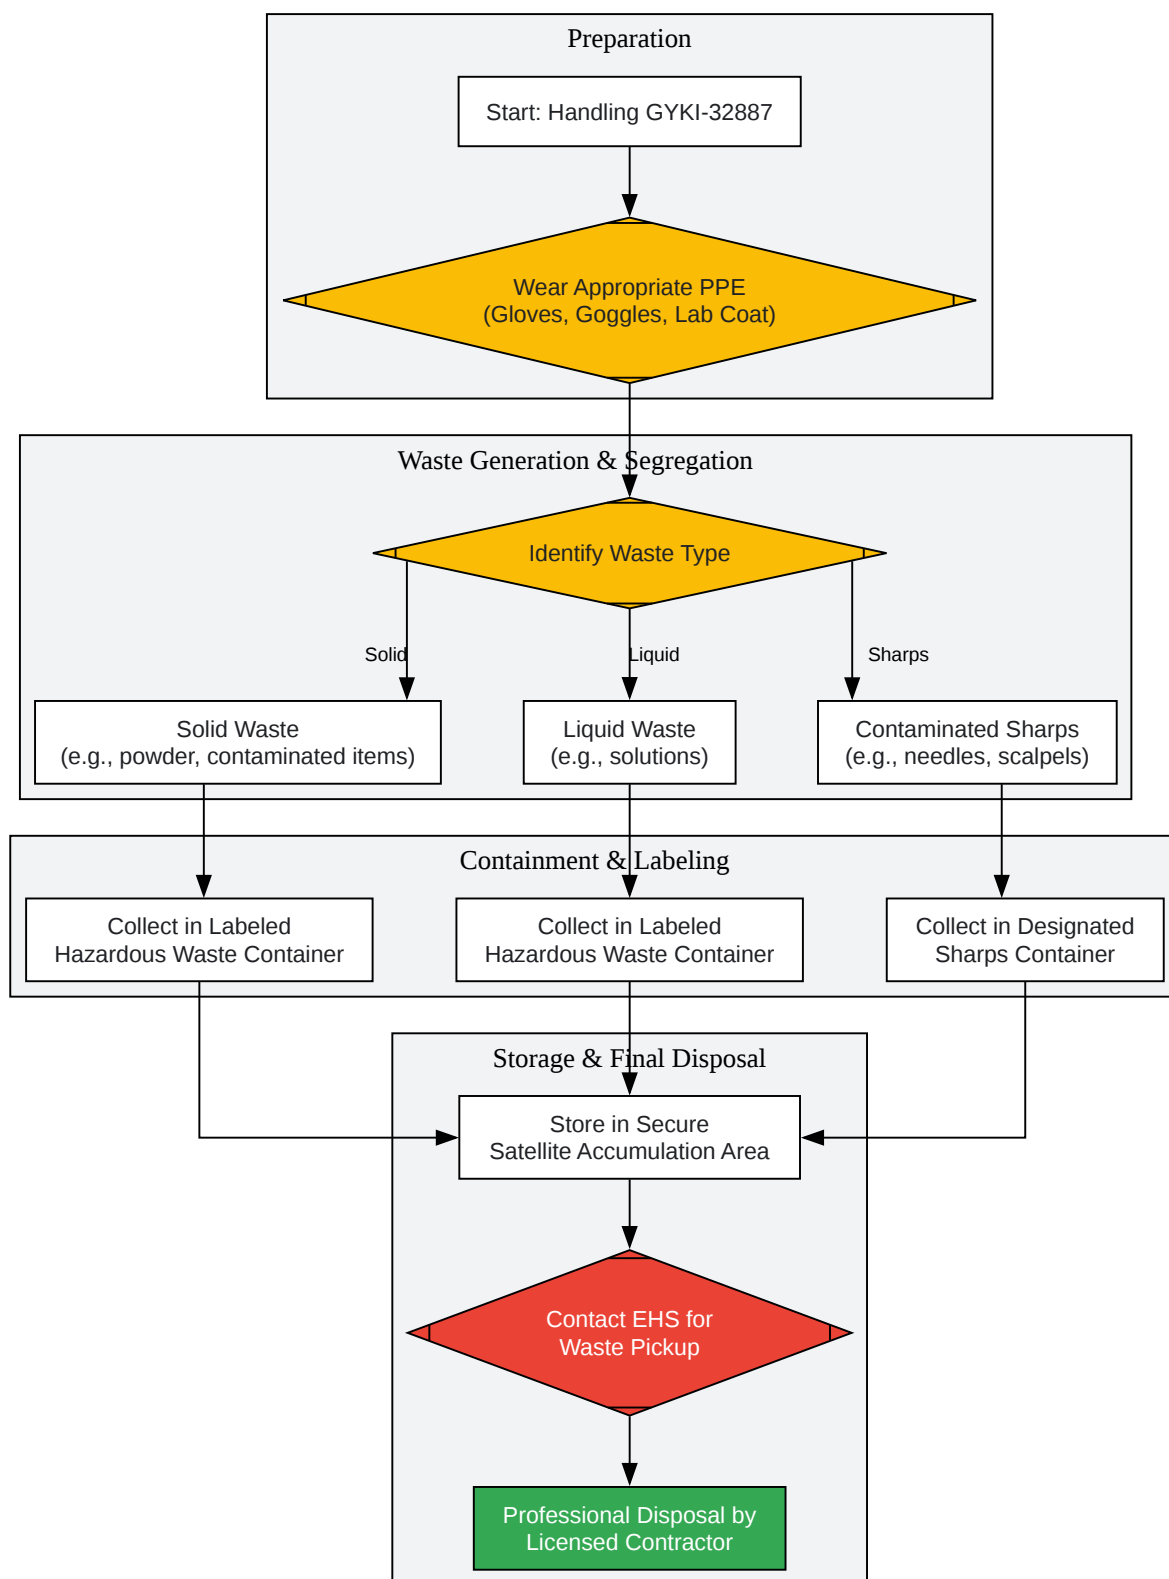 Preparation
Start: Handling GYKI-32887
Wear Appropriate PPE
(Gloves, Goggles, Lab Coat)
Waste Generation & Segregation
Identify Waste Type
Solid
Liquid
Sharps
Solid Waste
(e.g., powder, contaminated items)
Liquid Waste
(e.g., solutions)
Contaminated Sharps
(e.g., needles, scalpels)
Containment & Labeling
Collect in Labeled
Hazardous Waste Container
Collect in Labeled
Hazardous Waste Container
Collect in Designated
Sharps Container
Storage & Final Disposal
Store in Secure
Satellite Accumulation Area
Contact EHS for
Waste Pickup
Professional Disposal by
Licensed Contractor